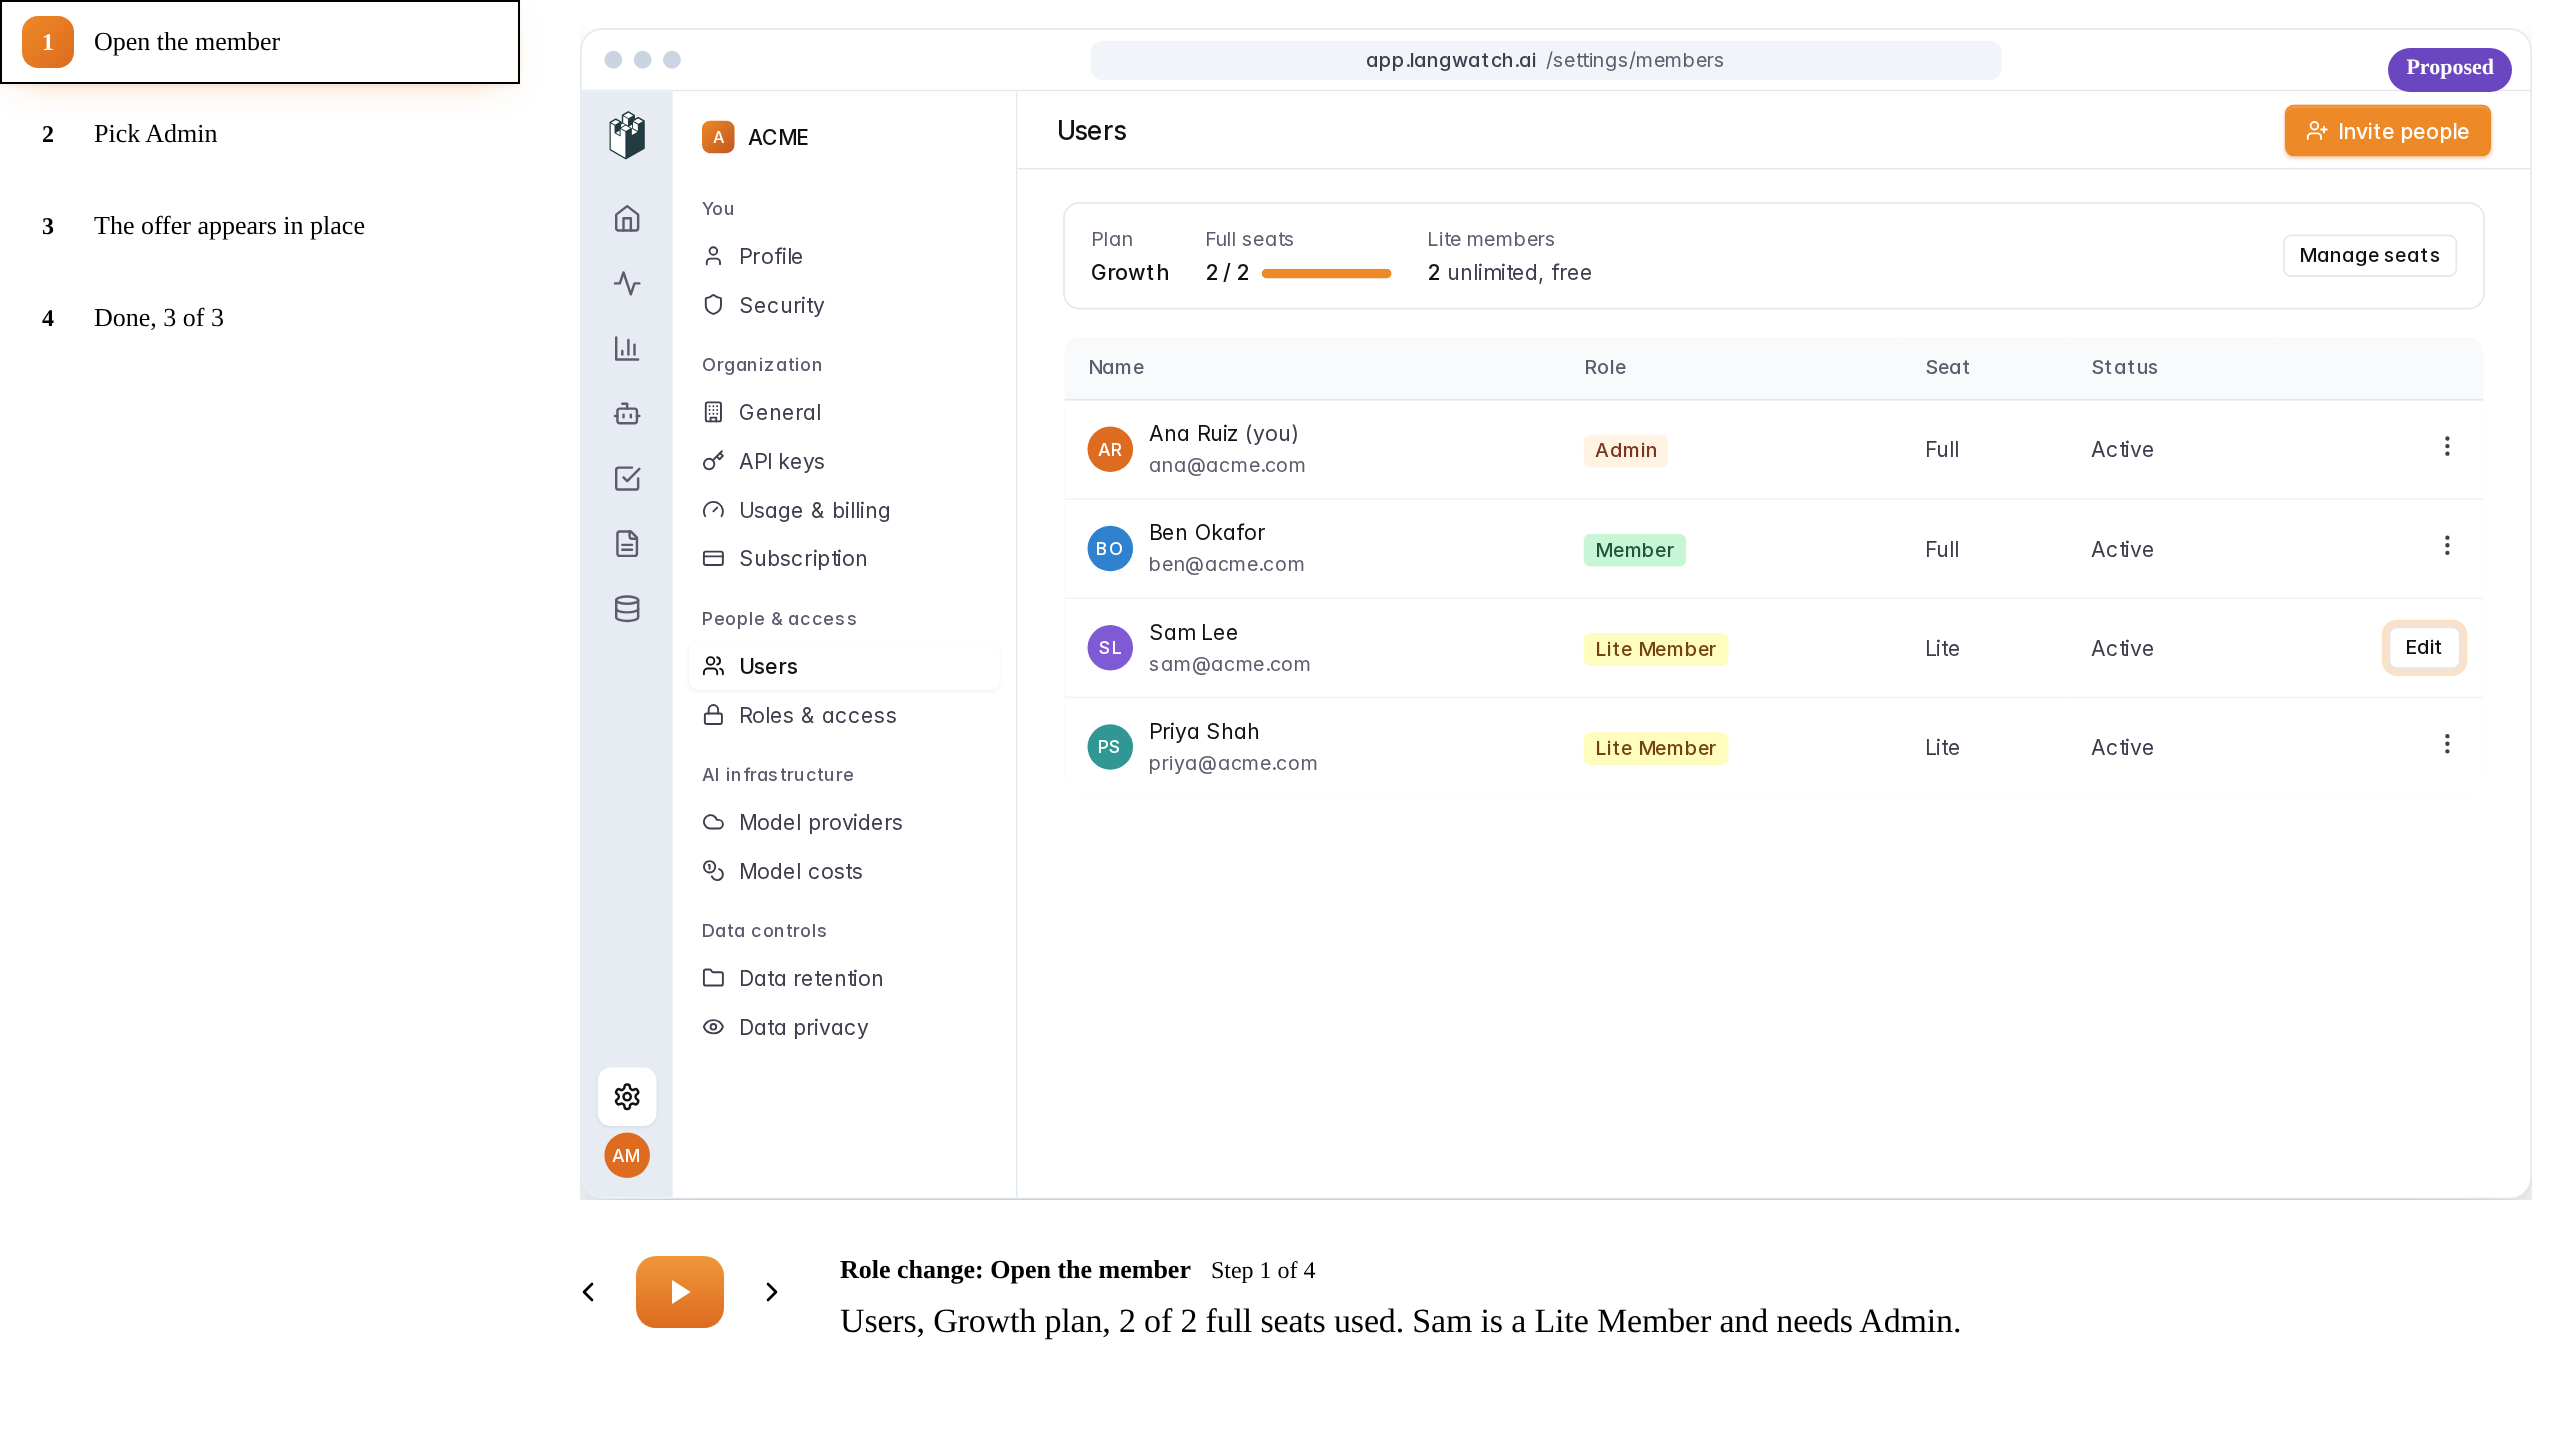 1 Open the member
2 Pick Admin
3 The offer appears in place
4 Done, 3 of 3
app.langwatch.ai /settings/members
Proposed
A ACME
You
Profile
Security
Organization
General
API keys
Usage & billing
Subscription
People & access
Users
Roles & access
AI infrastructure
Model providers
Model costs
Data controls
Data retention
Data privacy
AM
Users
Invite people
Plan Full seats Lite members
Growth 2 / 2 2 unlimited, free
Manage seats
Name Role Seat Status
AR Ana Ruiz (you) Admin Full Active
ana@acme.com
BO Ben Okafor Member Full Active
ben@acme.com
SL Sam Lee Lite Member Lite Active Edit
sam@acme.com
PS Priya Shah Lite Member Lite Active
priya@acme.com
Role change: Open the member Step 1 of 4
Users, Growth plan, 2 of 2 full seats used. Sam is a Lite Member and needs Admin.